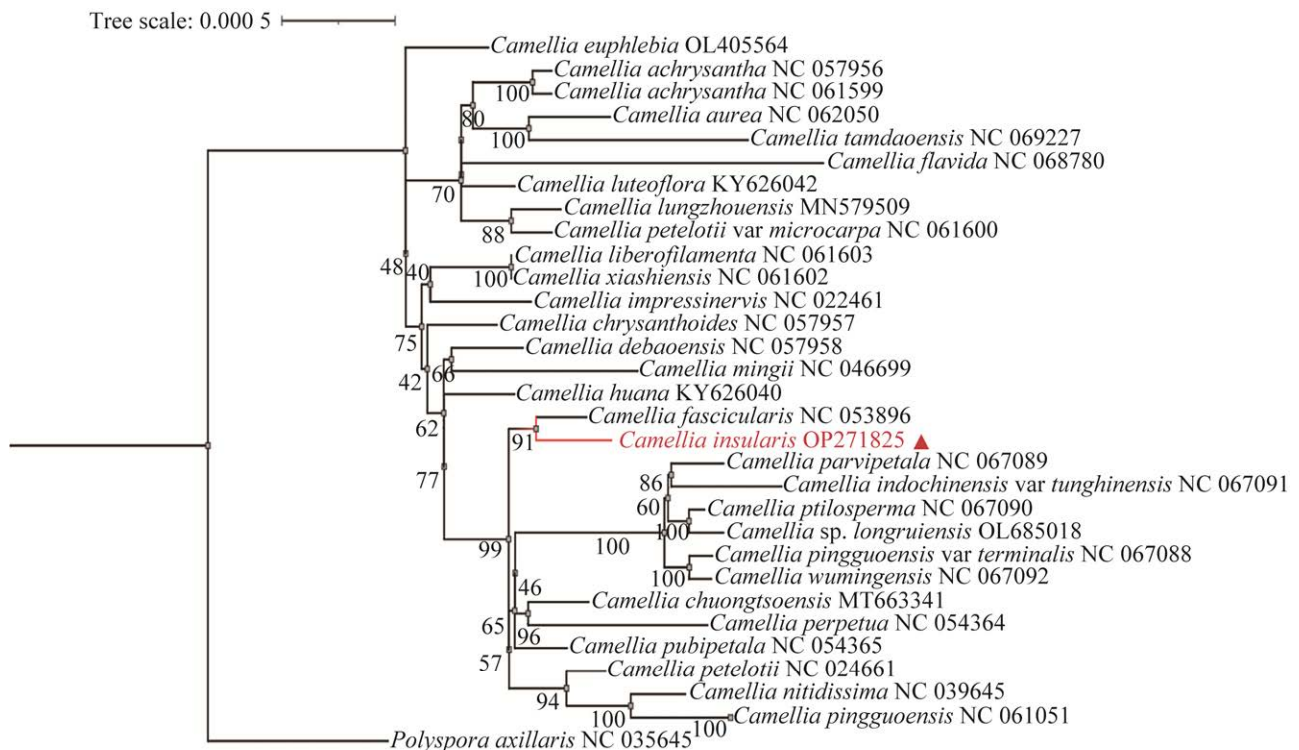 Tree scale: 0.000 5
Camellia euphlebia OL405564
Camellia achrysantha NC 057956
100
Camellia achrysantha NC 061599
80
Camellia aurea NC 062050
100
Camellia tamdaoensis NC 069227
Camellia flavida NC 068780
70
Camellia luteoflora KY626042
Camellia lungzhouensis MN579509
88
Camellia petelotii var microcarpa NC 061600
Camellia liberofilamenta NC 061603
48
40
100
Camellia xiashiensis NC 061602
Camellia impressinervis NC 022461
Camellia chrysanthoides NC 057957
75
Camellia debaoensis NC 057958
42
66
Camellia mingii NC 046699
Camellia huana KY626040
62
Camellia fascicularis NC 053896
91
Camellia insularis OP271825 ▲
Camellia parvipetala NC 067089
77
86
Camellia indochinensis var tunghinensis NC 067091
60
Camellia ptilosperma NC 067090
100
Camellia sp. longruiensis OL685018
99
100
Camellia pingguoensis var terminalis NC 067088
100
Camellia wumingensis NC 067092
46
Camellia chuongtsoensis MT663341
65
96
Camellia perpetua NC 054364
Camellia pubipetala NC 054365
57
Camellia petelotii NC 024661
94
Camellia nitidissima NC 039645
100
100
Camellia pingguoensis NC 061051
Polyspora axillaris NC 035645